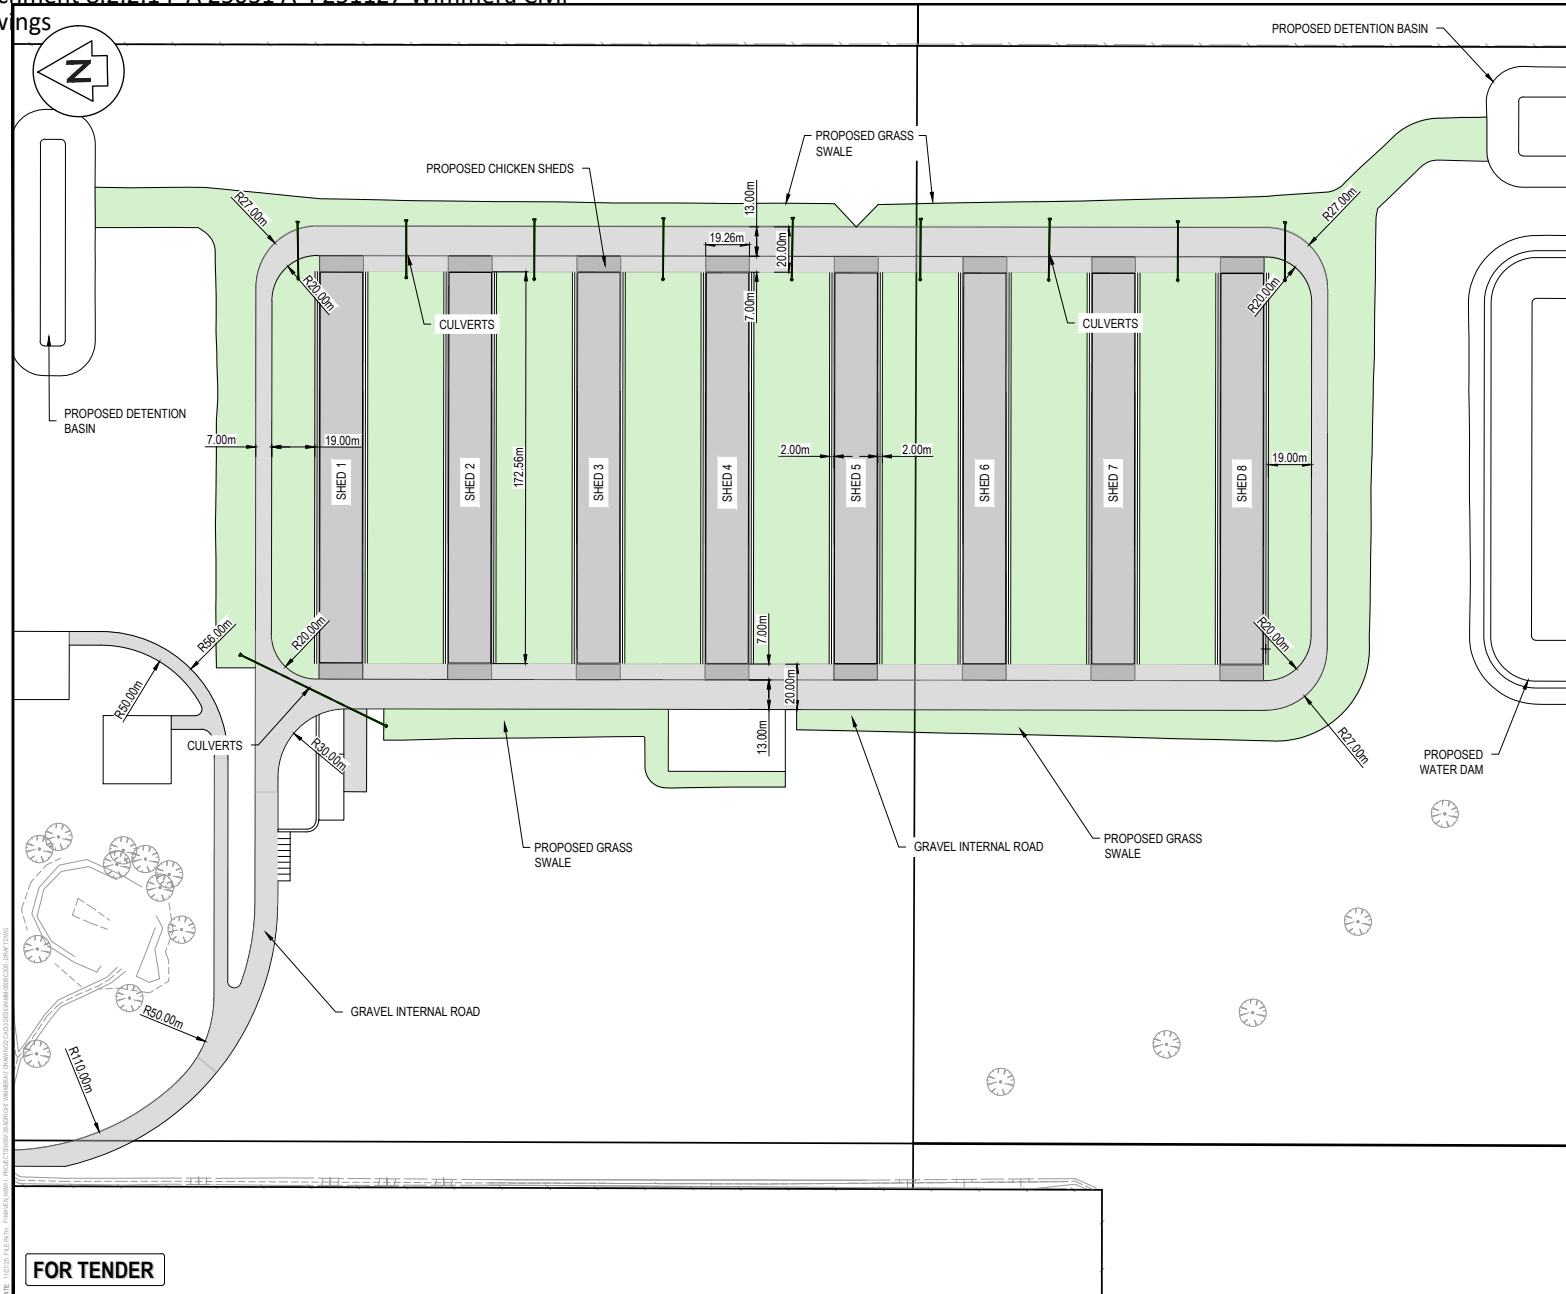 PROPOSED DETENTION BASIN
N
PROPOSED GRASS
SWALE
PROPOSED CHICKEN SHEDS
R27.00m
13.00m
19.26m
20.00m
R27.00m
R20.00m
7.00m
R20.00m
CULVERTS
CULVERTS
PROPOSED DETENTION
BASIN
7.00m
19.00m
172.56m
2.00m
2.00m
19.00m
SHED 1
SHED 2
SHED 3
SHED 4
SHED 5
SHED 6
SHED 7
SHED 8
R56.00m
R20.00m
7.00m
R20.00m
R50.00m
20.00m
CULVERTS
R30.00m
13.00m
R27.00m
PROPOSED
WATER DAM
PROPOSED GRASS
SWALE
GRAVEL INTERNAL ROAD
PROPOSED GRASS
SWALE
GRAVEL INTERNAL ROAD
R50.00m
R110.00m
FOR TENDER